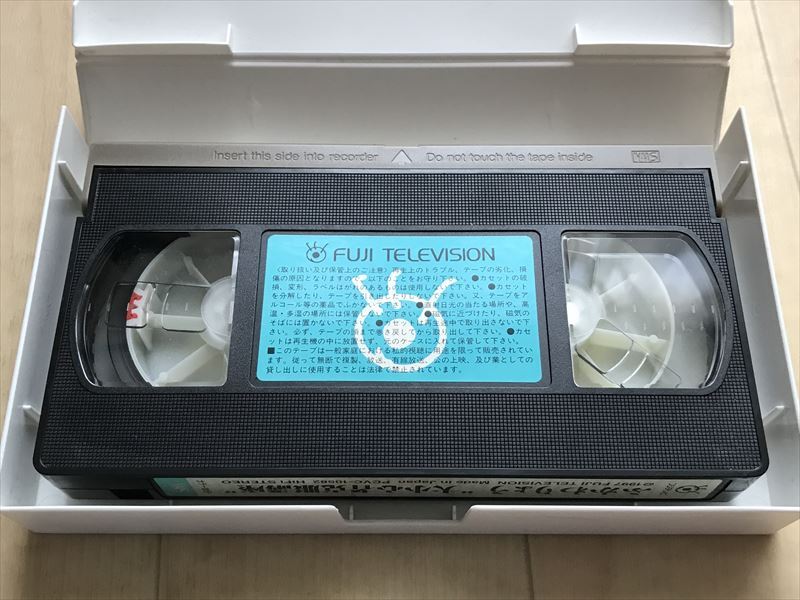 Insert this side into recorder △ Do not touch the tape inside VHS
FUJI TELEVISION
〈取り扱い及び保管上のご注意〉再生上のトラブル、テープの劣化、損
傷の原因となりますので、以下のことをお守り下さい。●カセットの破
損、変形、ラベルはがれのあるものは使用しないで下さい。●カセット
を分解したり、テープを引き出したりしないで下さい。又、テープをア
ルコール等の薬品でふかないで下さい。●直射日光の当たる場所や、高
温・多湿の場所には保管しないで下さい。●磁気に近づけたり、磁気の
そばには置かないで下さい。●カセットは再生途中で取り出さないで下
さい。必ず、テープの頭まで巻き戻してから取り出して下さい。●カセ
ットは再生機の中に放置せず、必ずケースに入れて保管して下さい。
■このテープは一般家庭における私的視聴に用途を限って販売されてい
ます。従って無断で複製、放送、有線放送、公の上映、及び業としての
貸し出しに使用することは法律で禁止されています。
©1997 FUJI TELEVISION Made in Japan PCVC-10582 HiFi STEREO
ふかわりょう